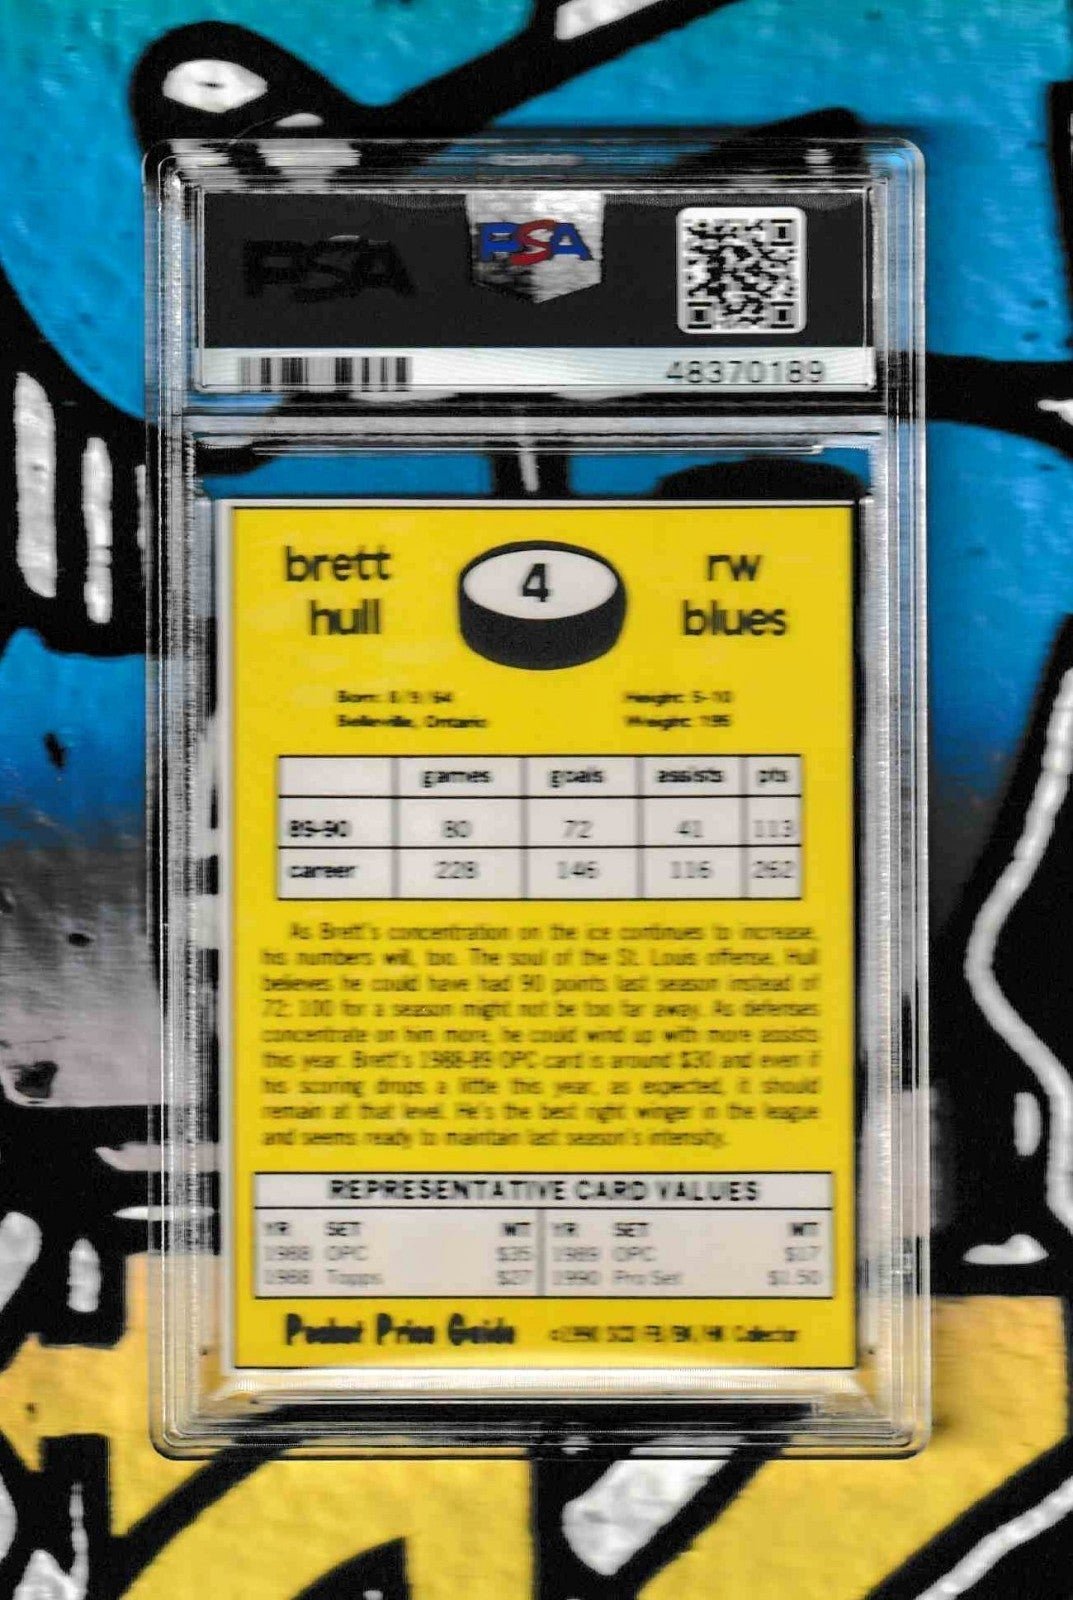 PSA PSA
48370189
brett 4 rw
hull blues
Born: 8/9/64 Height: 5-10
Belleville, Ontario Weight: 195
games goals assists pts
89-90 80 72 41 113
career 228 146 116 262
As Brett's concentration on the ice continues to increase,
his numbers will, too. The soul of the St. Louis offense, Hull
believes he could have had 90 points last season instead of
72; 100 for a season might not be too far away. As defenses
concentrate on him more, he could wind up with more assists
this year. Brett's 1988-89 OPC card is around $30 and even if
his scoring drops a little this year, as expected, it should
remain at that level. He's the best right winger in the league
and seems ready to maintain last season's intensity.
REPRESENTATIVE CARD VALUES
YR SET MT YR SET MT
1988 OPC $35 1989 OPC $17
1988 Topps $27 1990 Pro Set $1.50
Pocket Price Guide ©1990 SCD FB/BK/HK Collector